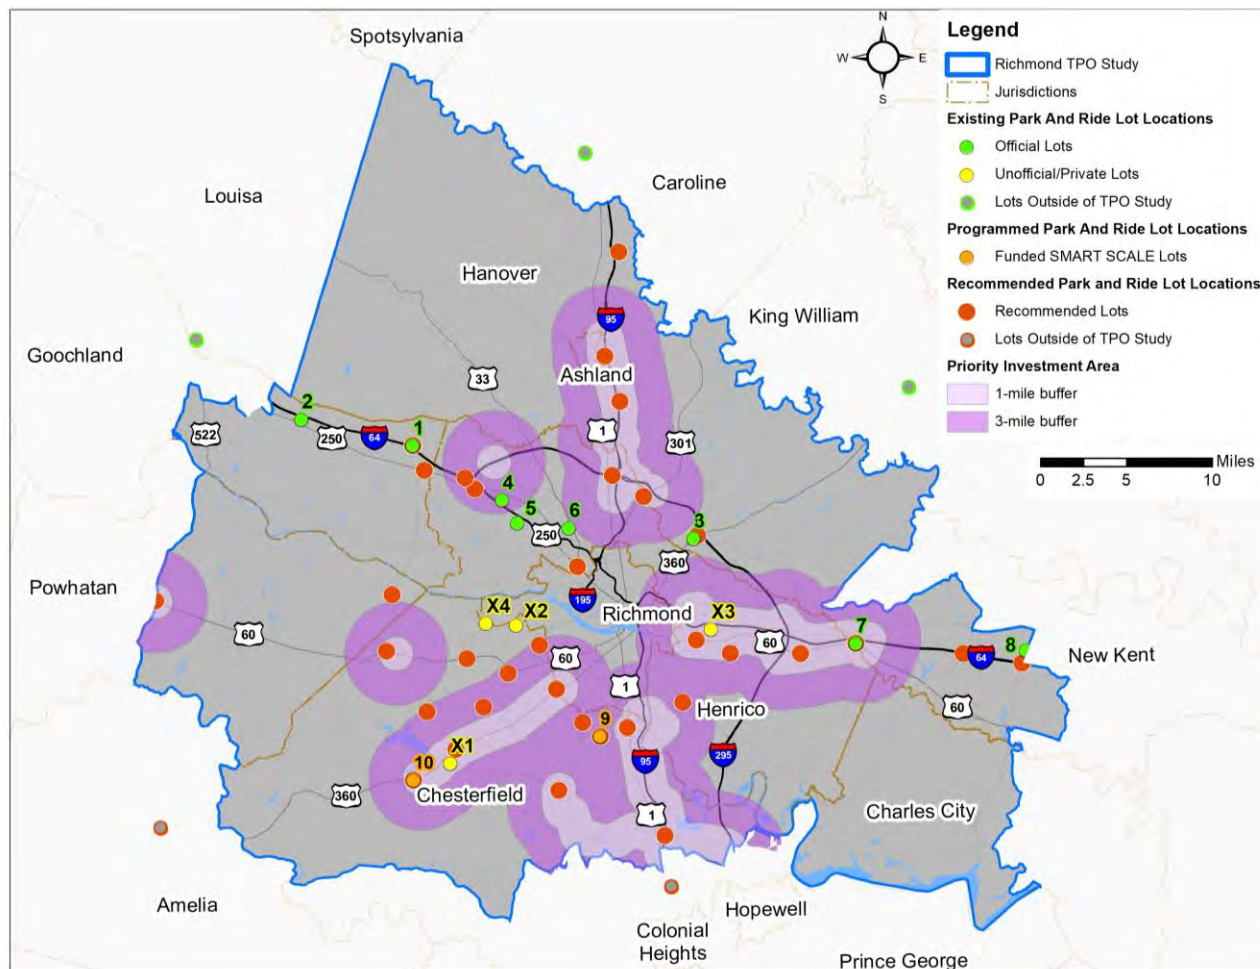 Spotsylvania
N
W
E
S
Louisa
Caroline
Hanover
King William
Goochland
95
33
Ashland
2
522
250
64
1
1
301
4
5
6
250
3
360
Powhatan
60
195
Richmond
X4
X2
X3
60
7
8
64
New Kent
60
60
1
Henrico
9
X1
10
95
295
360
Chesterfield
1
Charles City
Amelia
Hopewell
Colonial
Heights
Prince George
Legend
Richmond TPO Study
Jurisdictions
Existing Park And Ride Lot Locations
Official Lots
Unofficial/Private Lots
Lots Outside of TPO Study
Programmed Park And Ride Lot Locations
Funded SMART SCALE Lots
Recommended Park and Ride Lot Locations
Recommended Lots
Lots Outside of TPO Study
Priority Investment Area
1-mile buffer
3-mile buffer
Miles
0 2.5 5 10